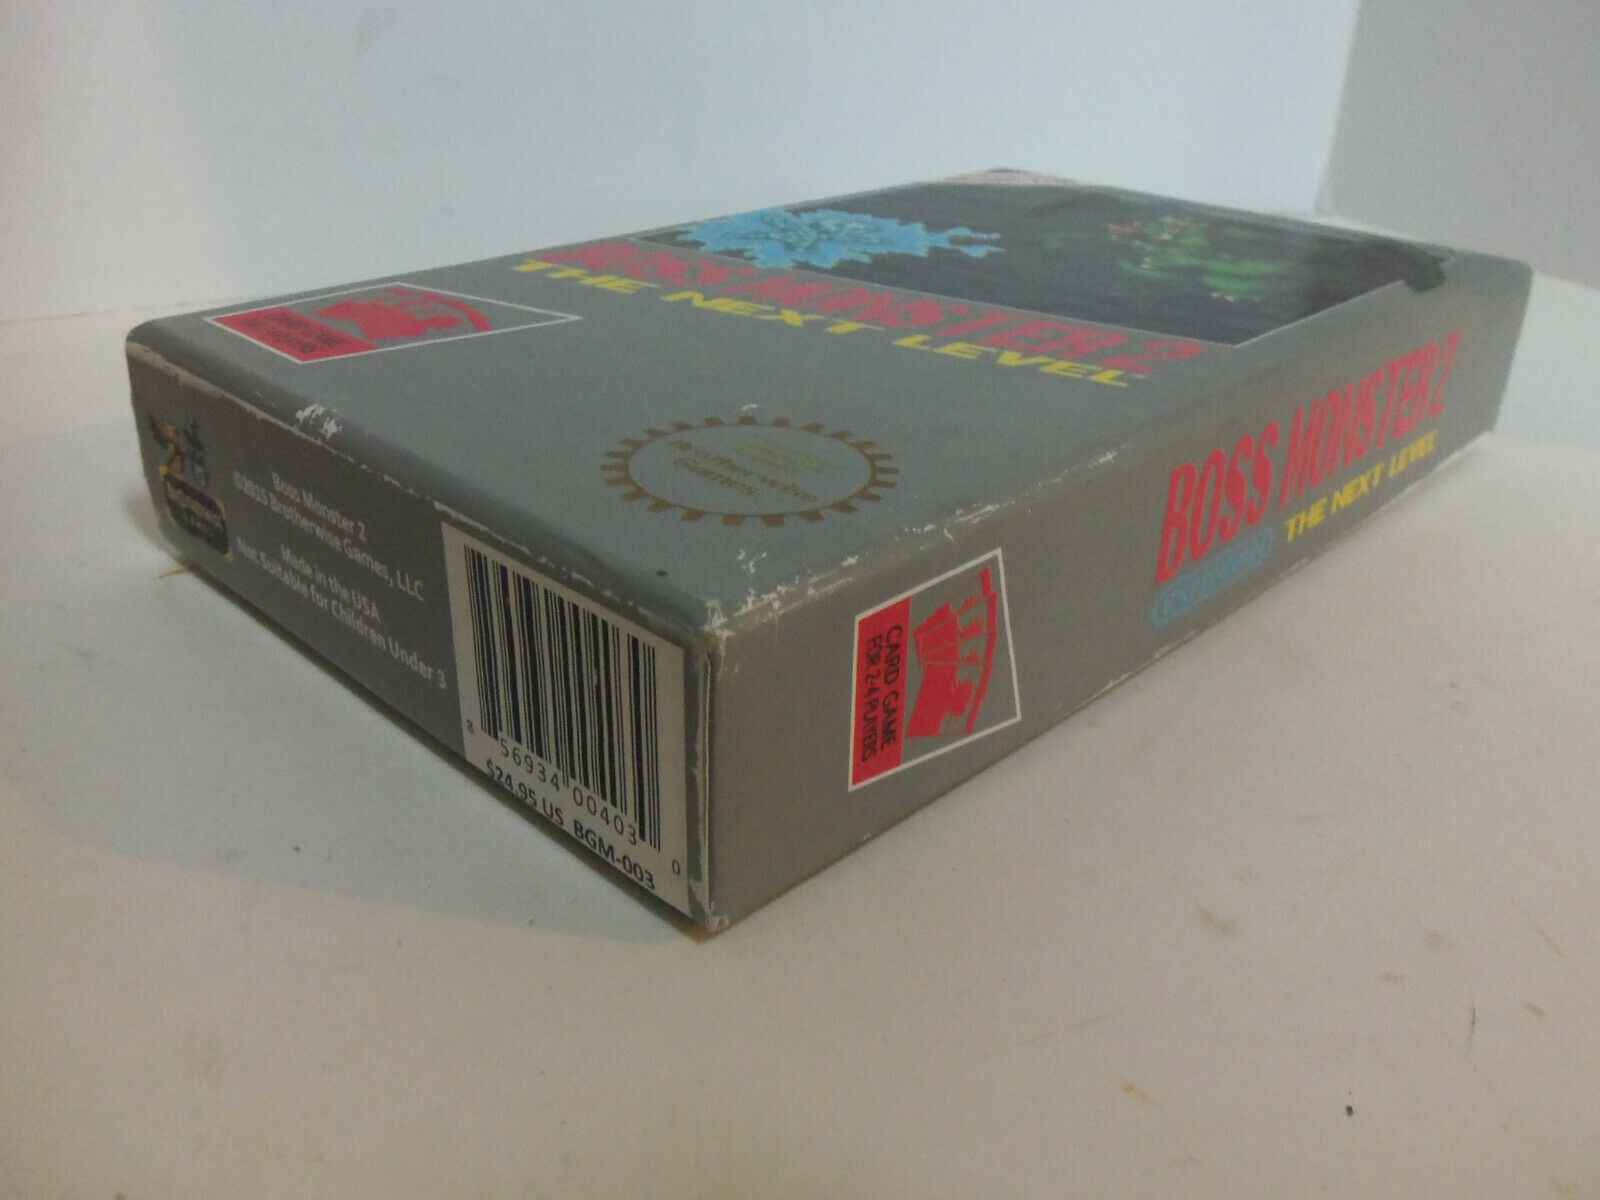 BOSS MONSTER 2
THE NEXT LEVEL
Brotherwise
Games
Boss Monster 2
©2015 Brotherwise Games, LLC
Made in the USA
Not Suitable for Children Under 3
8 56934 00403 0
$24.95 US BGM-003
CARD GAME
FOR 2-4 PLAYERS
BOSS MONSTER 2
THE NEXT LEVEL